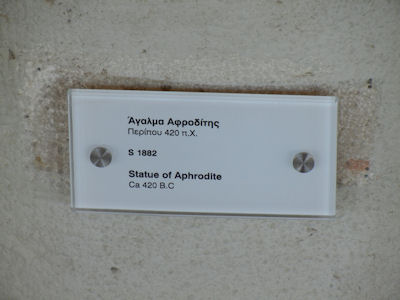 Άγαλμα Αφροδίτης
Περίπου 420 π.Χ.
S 1882
Statue of Aphrodite
Ca 420 B.C